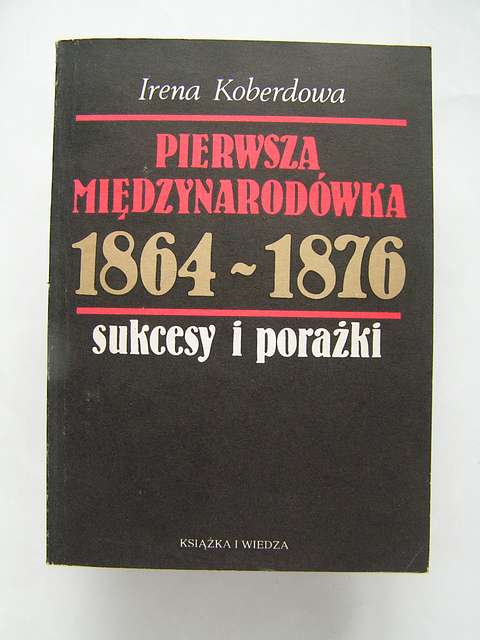 Irena Koberdowa
PIERWSZA
MIĘDZYNARODÓWKA
1864~1876
sukcesy i porażki
KSIĄŻKA I WIEDZA